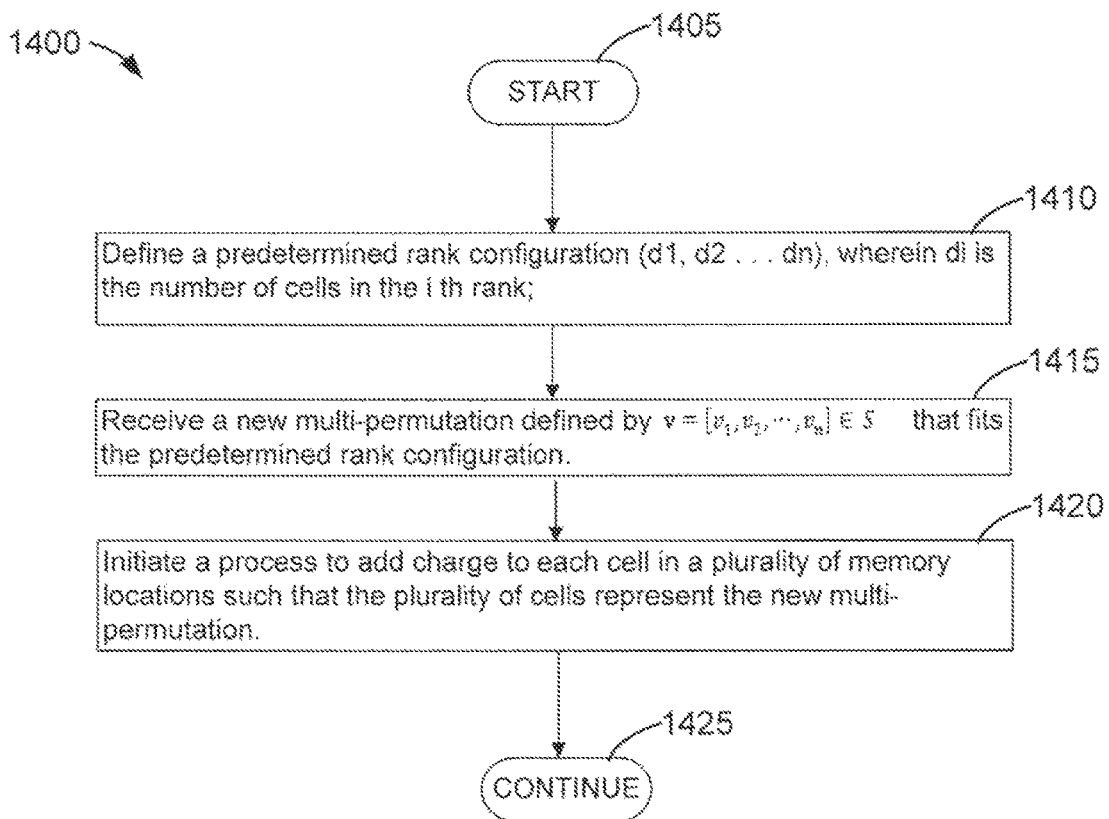 1400
1405
START
1410
Define a predetermined rank configuration (d1, d2 . . . dn), wherein di is
the number of cells in the i th rank;
1415
Receive a new multi-permutation defined by v = [v₁, v₂, ⋯, vₙ] ∈ S that fits
the predetermined rank configuration.
1420
Initiate a process to add charge to each cell in a plurality of memory
locations such that the plurality of cells represent the new multi-
permutation.
1425
CONTINUE